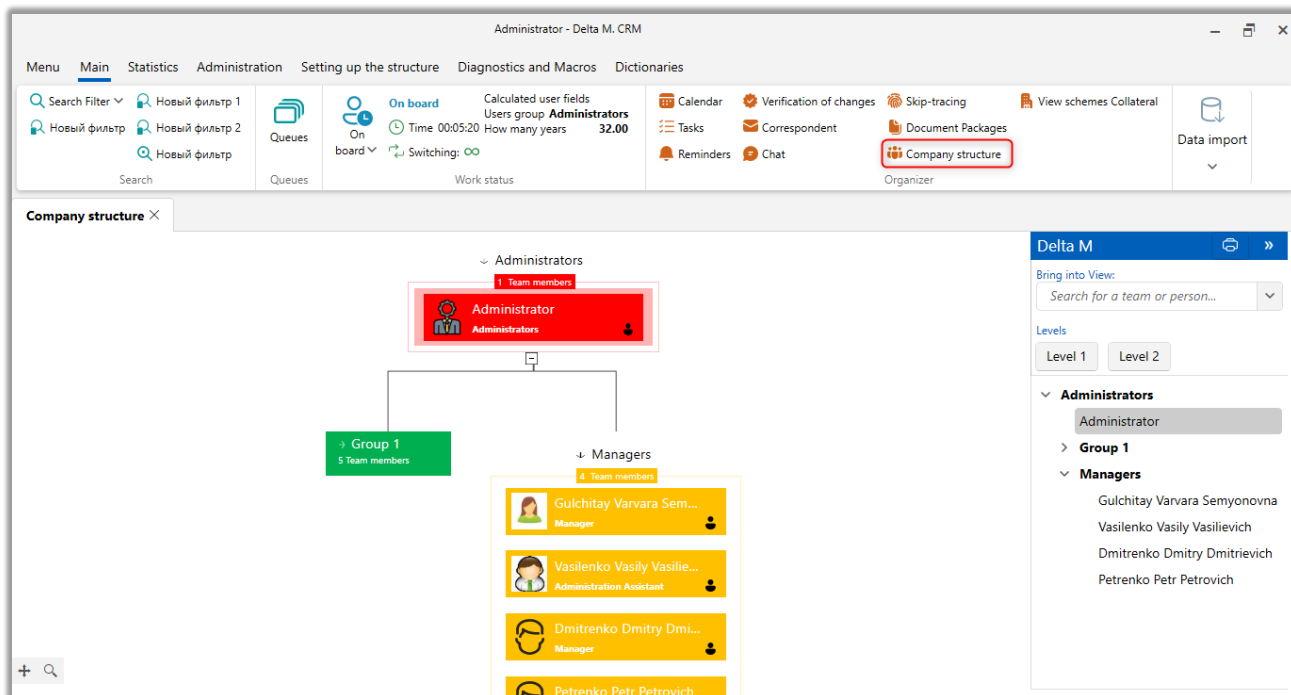 Administrator - Delta M. CRM
Menu Main Statistics Administration Setting up the structure Diagnostics and Macros Dictionaries
Search Filter
Новый фильтр
Новый фильтр 1
Новый фильтр 2
Новый фильтр
Search
Queues
Queues
On board
On board
Time 00:05:20
Switching:
Calculated user fields
Users group Administrators
How many years 32.00
Work status
Calendar
Tasks
Reminders
Verification of changes
Correspondent
Chat
Skip-tracing
Document Packages
Company structure
View schemes Collateral
Organizer
Data import
Company structure
Administrators
1 Team members
Administrator
Administrators
Group 1
5 Team members
Managers
4 Team members
Gulchitay Varvara Sem...
Manager
Vasilenko Vasily Vasilie...
Administration Assistant
Dmitrenko Dmitry Dmi...
Manager
Petrenko Petr Petrovich
Delta M
Bring into View:
Search for a team or person...
Levels
Level 1 Level 2
Administrators
Administrator
Group 1
Managers
Gulchitay Varvara Semyonovna
Vasilenko Vasily Vasilievich
Dmitrenko Dmitry Dmitrievich
Petrenko Petr Petrovich